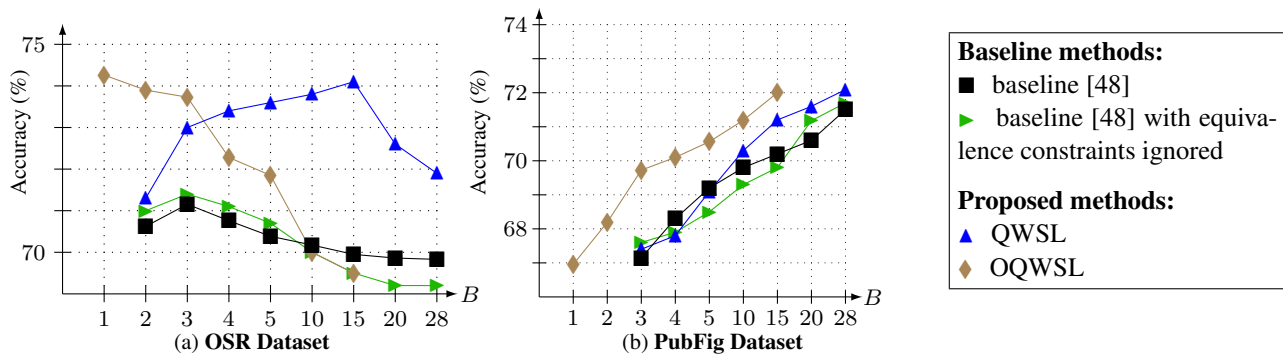 75
70
Accuracy (%)
1 2 3 4 5 10 15 20 28
B
(a) OSR Dataset
74
72
70
68
Accuracy (%)
1 2 3 4 5 10 15 20 28
B
(b) PubFig Dataset
Baseline methods:
baseline [48]
baseline [48] with equiva-
lence constraints ignored
Proposed methods:
QWSL
OQWSL